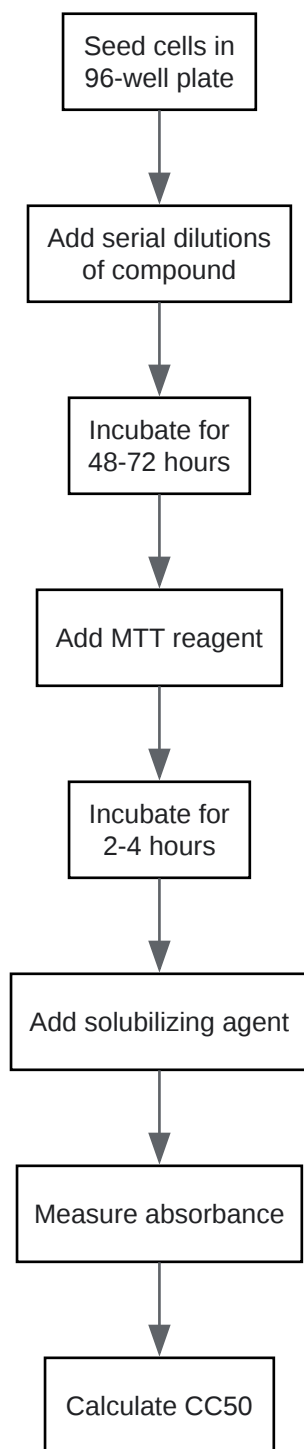 Seed cells in
96-well plate
Add serial dilutions
of compound
Incubate for
48-72 hours
Add MTT reagent
Incubate for
2-4 hours
Add solubilizing agent
Measure absorbance
Calculate CC50